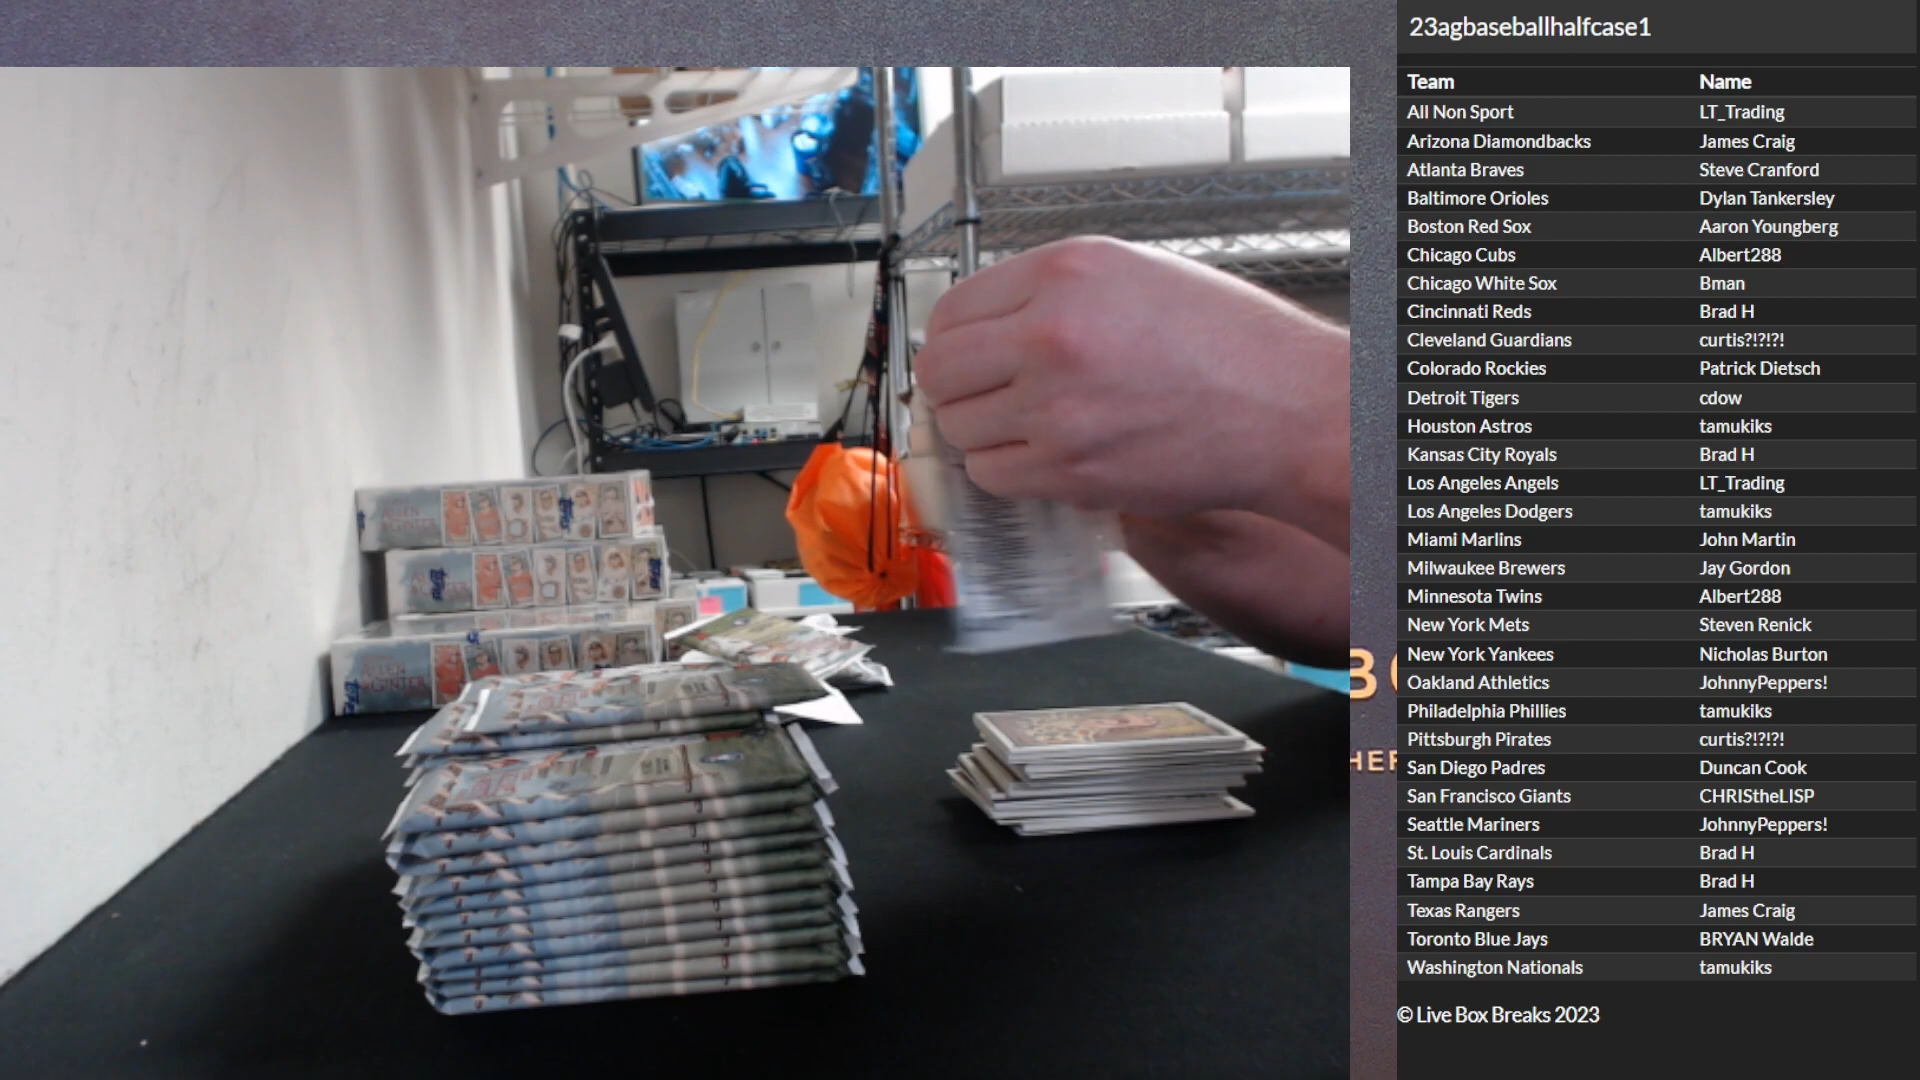 23agbaseballhalfcase1
Team Name
All Non Sport LT_Trading
Arizona Diamondbacks James Craig
Atlanta Braves Steve Cranford
Baltimore Orioles Dylan Tankersley
Boston Red Sox Aaron Youngberg
Chicago Cubs Albert288
Chicago White Sox Bman
Cincinnati Reds Brad H
Cleveland Guardians curtis?!?!?!
Colorado Rockies Patrick Dietsch
Detroit Tigers cdow
Houston Astros tamukiks
Kansas City Royals Brad H
Los Angeles Angels LT_Trading
Los Angeles Dodgers tamukiks
Miami Marlins John Martin
Milwaukee Brewers Jay Gordon
Minnesota Twins Albert288
New York Mets Steven Renick
New York Yankees Nicholas Burton
Oakland Athletics JohnnyPeppers!
Philadelphia Phillies tamukiks
Pittsburgh Pirates curtis?!?!?!
San Diego Padres Duncan Cook
San Francisco Giants CHRIStheLISP
Seattle Mariners JohnnyPeppers!
St. Louis Cardinals Brad H
Tampa Bay Rays Brad H
Texas Rangers James Craig
Toronto Blue Jays BRYAN Walde
Washington Nationals tamukiks
© Live Box Breaks 2023
ALLEN
GINTER
ALLEN
GINTER